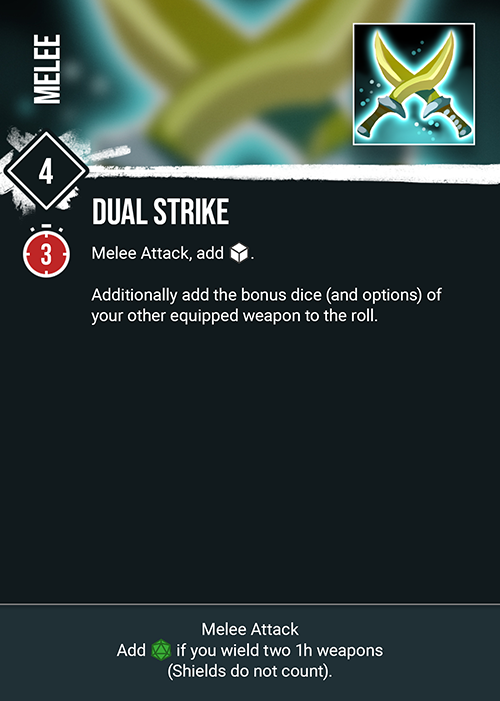 MELEE
4
DUAL STRIKE
3
Melee Attack, add .
Additionally add the bonus dice (and options) of
your other equipped weapon to the roll.
Melee Attack
Add if you wield two 1h weapons
(Shields do not count).